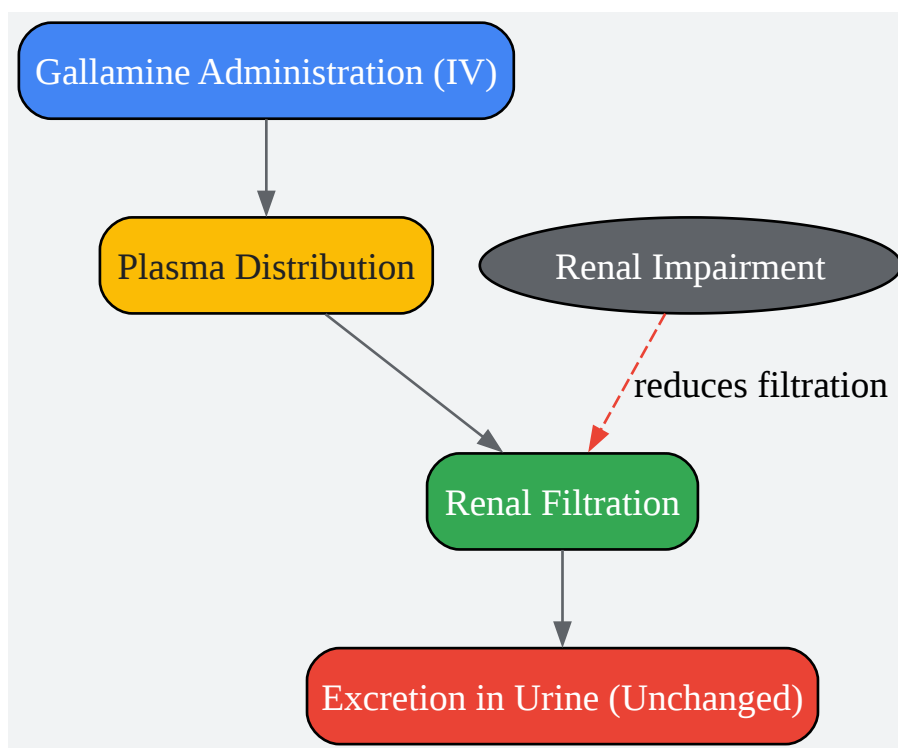 Gallamine Administration (IV)
Plasma Distribution
Renal Impairment
reduces filtration
Renal Filtration
Excretion in Urine (Unchanged)